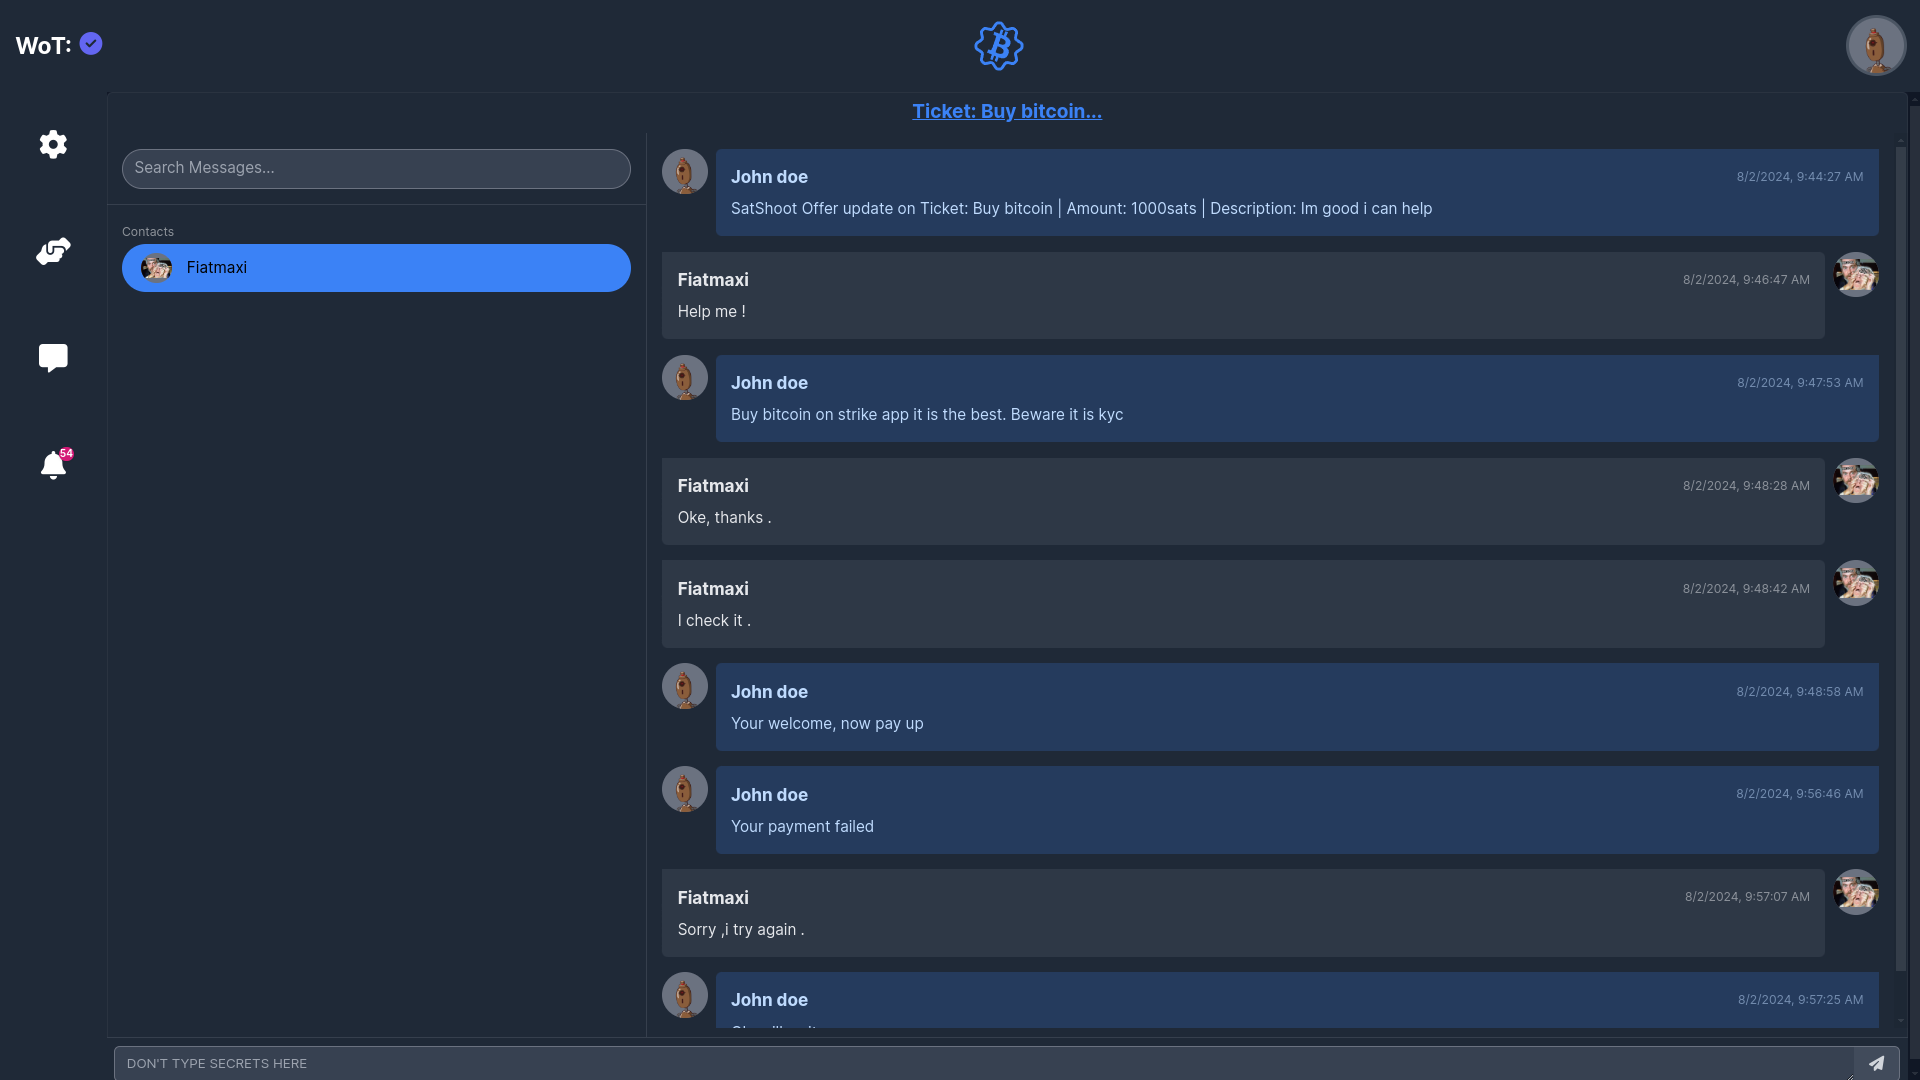 WoT:
Ticket: Buy bitcoin...
Search Messages...
Contacts
Fiatmaxi
54
John doe
8/2/2024, 9:44:27 AM
SatShoot Offer update on Ticket: Buy bitcoin | Amount: 1000sats | Description: Im good i can help
Fiatmaxi
8/2/2024, 9:46:47 AM
Help me !
John doe
8/2/2024, 9:47:53 AM
Buy bitcoin on strike app it is the best. Beware it is kyc
Fiatmaxi
8/2/2024, 9:48:28 AM
Oke, thanks .
Fiatmaxi
8/2/2024, 9:48:42 AM
I check it .
John doe
8/2/2024, 9:48:58 AM
Your welcome, now pay up
John doe
8/2/2024, 9:56:46 AM
Your payment failed
Fiatmaxi
8/2/2024, 9:57:07 AM
Sorry ,i try again .
John doe
8/2/2024, 9:57:25 AM
DON'T TYPE SECRETS HERE